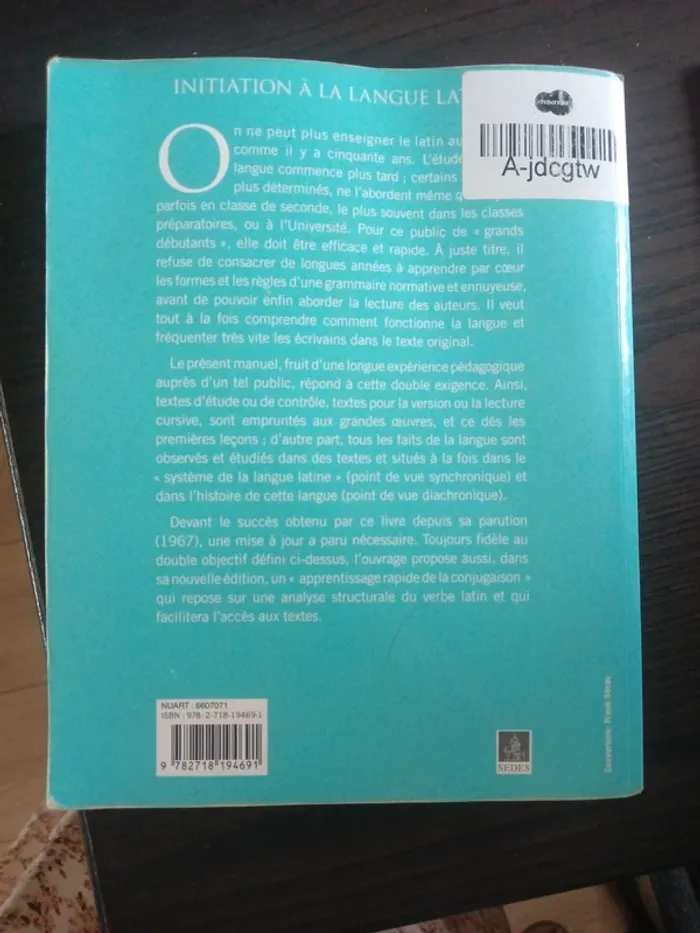 INITIATION À LA LANGUE LAT
A-jdcgtw
On ne peut plus enseigner le latin au
comme il y a cinquante ans. L'étude
langue commence plus tard ; certains
plus déterminés, ne l'abordent même
parfois en classe de seconde, le plus souvent dans les classes
préparatoires, ou à l'Université. Pour ce public de « grands
débutants », elle doit être efficace et rapide. À juste titre, il
refuse de consacrer de longues années à apprendre par cœur
les formes et les règles d'une grammaire normative et ennuyeuse,
avant de pouvoir enfin aborder la lecture des auteurs. Il veut
tout à la fois comprendre comment fonctionne la langue et
fréquenter très vite les écrivains dans le texte original.
Le présent manuel, fruit d'une longue expérience pédagogique
auprès d'un tel public, répond à cette double exigence. Ainsi,
textes d'étude ou de contrôle, textes pour la version ou la lecture
cursive, sont empruntés aux grandes œuvres, et ce dès les
premières leçons ; d'autre part, tous les faits de la langue sont
observés et étudiés dans des textes et situés à la fois dans le
« système de la langue latine » (point de vue synchronique) et
dans l'histoire de cette langue (point de vue diachronique).
Devant le succès obtenu par ce livre depuis sa parution
(1967), une mise à jour a paru nécessaire. Toujours fidèle au
double objectif défini ci-dessus, l'ouvrage propose aussi, dans
sa nouvelle édition, un « apprentissage rapide de la conjugaison »
qui repose sur une analyse structurale du verbe latin et qui
facilitera l'accès aux textes.
NUART : 6607071
ISBN : 978-2-718-19469-1
9 782718 194691
SEDES
Couverture: Frank